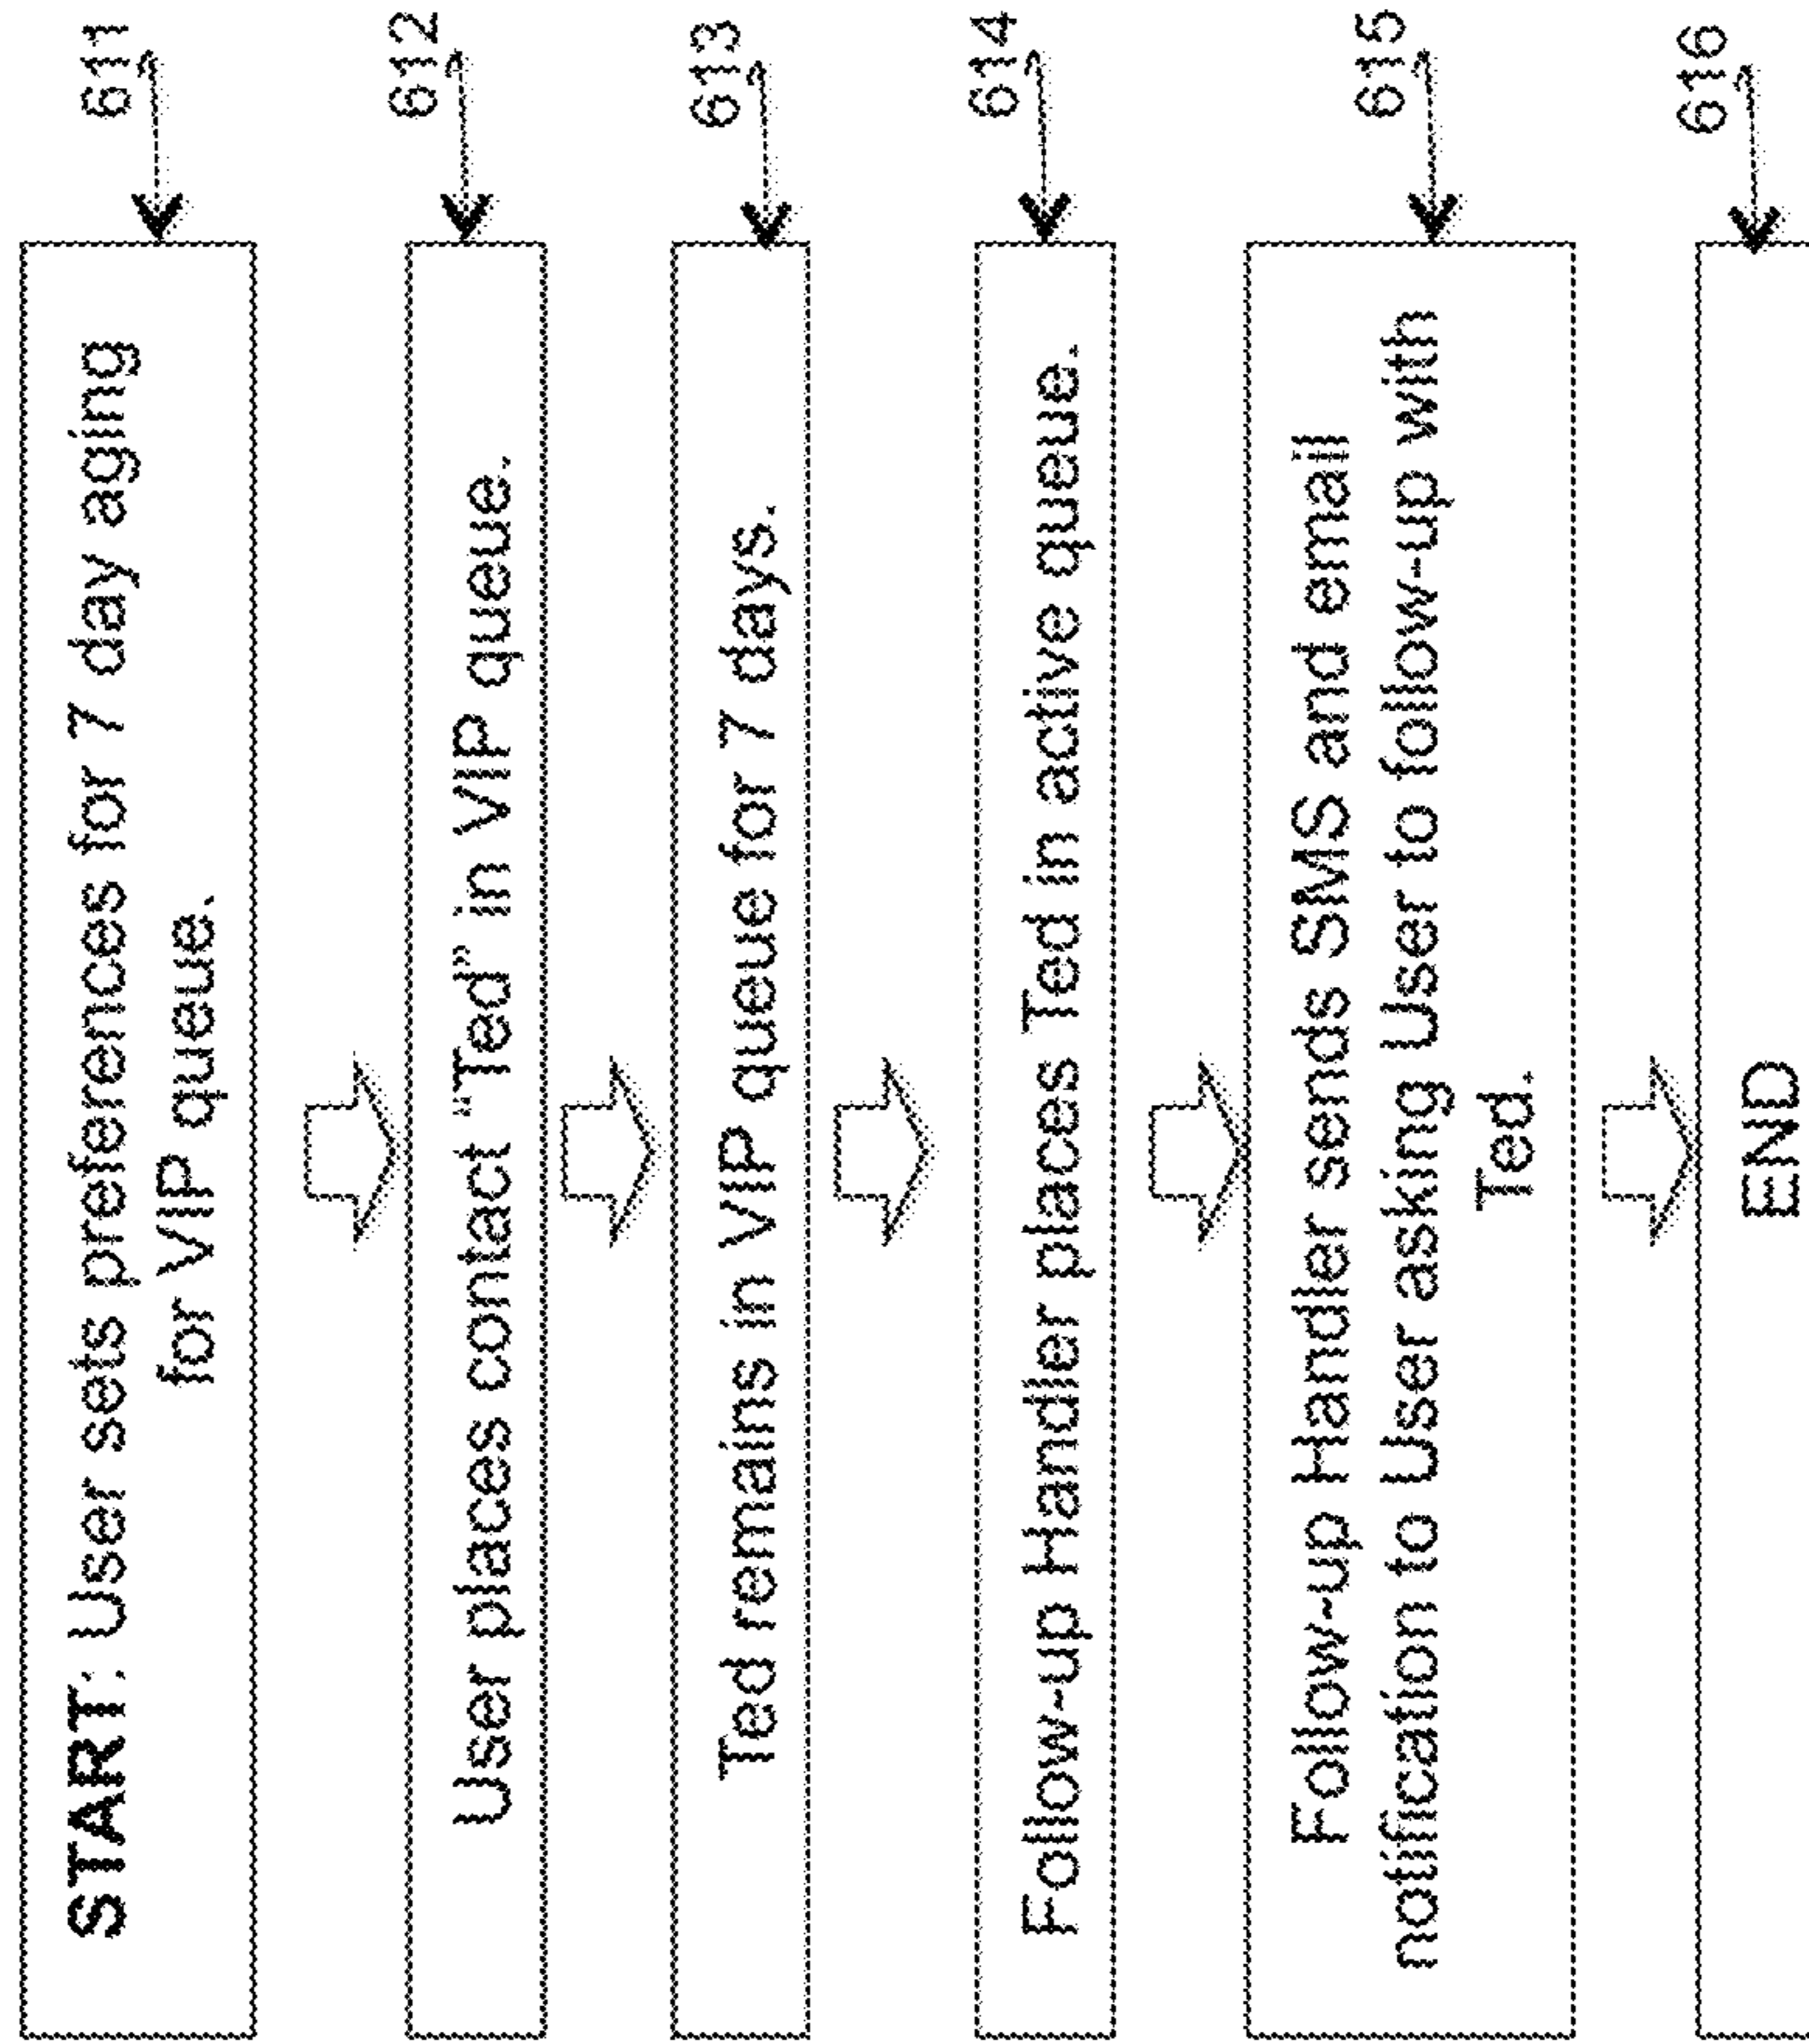 START: User sets preferences for 7 day aging
for VIP queue.
611
User places contact "Ted" in VIP queue.
612
Ted remains in VIP queue for 7 days.
613
Follow-up Handler places Ted in active queue.
614
Follow-up Handler sends SMS and email
notification to User asking User to follow-up with
Ted.
615
END
616